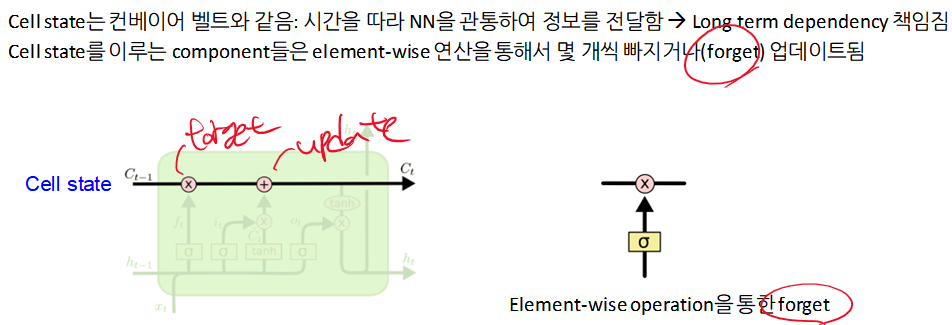 Cell state는 컨베이어 벨트와 같음: 시간을 따라 NN을 관통하여 정보를 전달함 → Long term dependency 책임짐
Cell state를 이루는 component들은 element-wise 연산을 통해서 몇 개씩 빠지거나(forget) 업데이트됨
forget
update
h_t
Cell state
C_{t-1}
C_t
tanh
f_t
i_t
C̃_t
o_t
σ
σ
tanh
σ
h_{t-1}
h_t
x_t
σ
Element-wise operation을 통한 forget